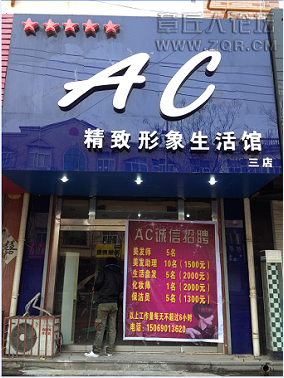 章丘人论坛
www.ZQR.CM
AC
精致形象生活馆
三店
AC诚信招聘
美发师 5名
美发助理 10名（1500元）
生活盘发 5名（2000元）
化妆师 1名（2000元）
保洁员 5名（1300元）
以上工作量每天不超过6小时
电话：15069013620